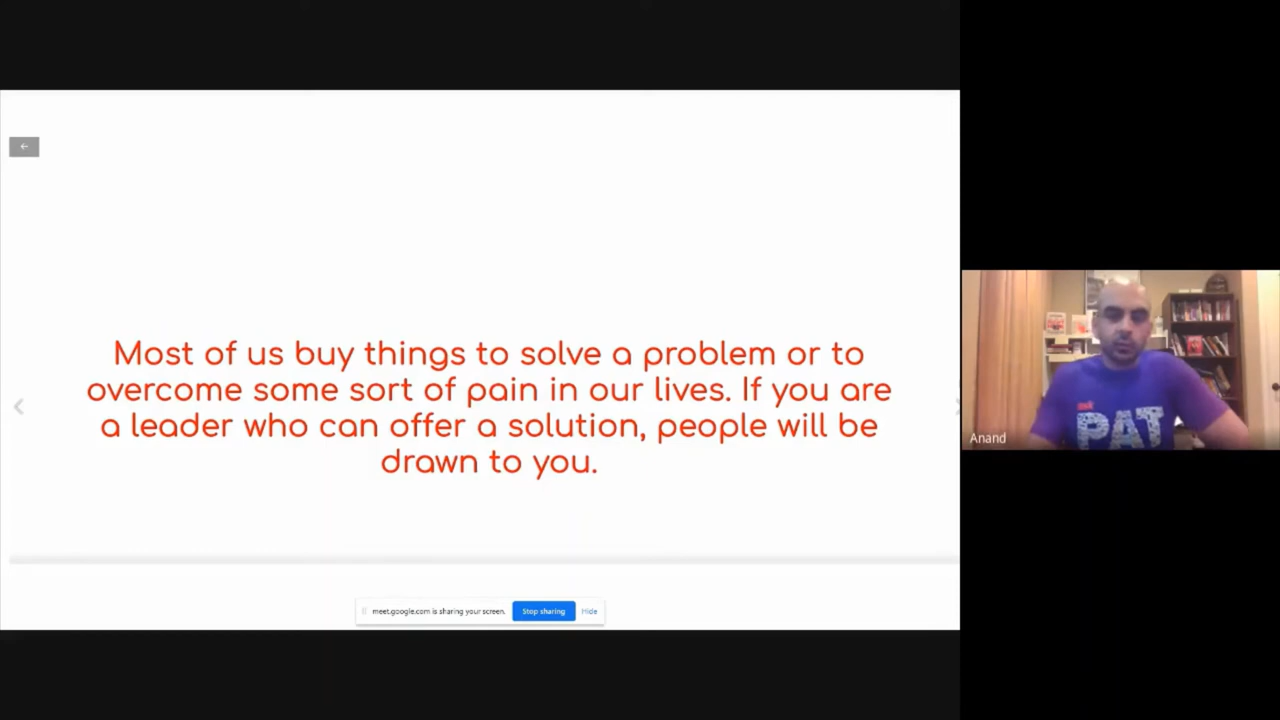 ←
Most of us buy things to solve a problem or to
overcome some sort of pain in our lives. If you are
a leader who can offer a solution, people will be
drawn to you.
meet.google.com is sharing your screen.
Stop sharing
Hide
PAT
Anand